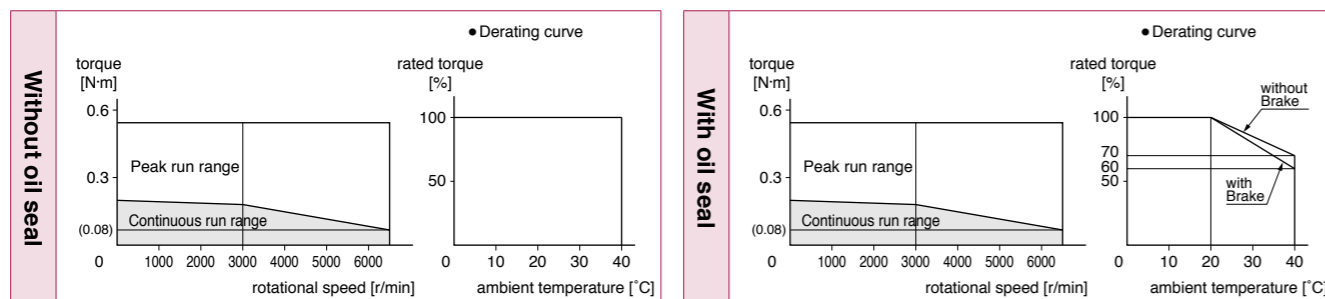 Without oil seal
● Derating curve
torque
[N·m]
0.6
0.3
(0.08)
0
Peak run range
Continuous run range
1000 2000 3000 4000 5000 6000
rotational speed [r/min]
rated torque
[%]
100
50
0 10 20 30 40
ambient temperature [˚C]
With oil seal
● Derating curve
torque
[N·m]
0.6
0.3
(0.08)
0
Peak run range
Continuous run range
1000 2000 3000 4000 5000 6000
rotational speed [r/min]
rated torque
[%]
without
Brake
100
70
60
50
with
Brake
0 10 20 30 40
ambient temperature [˚C]